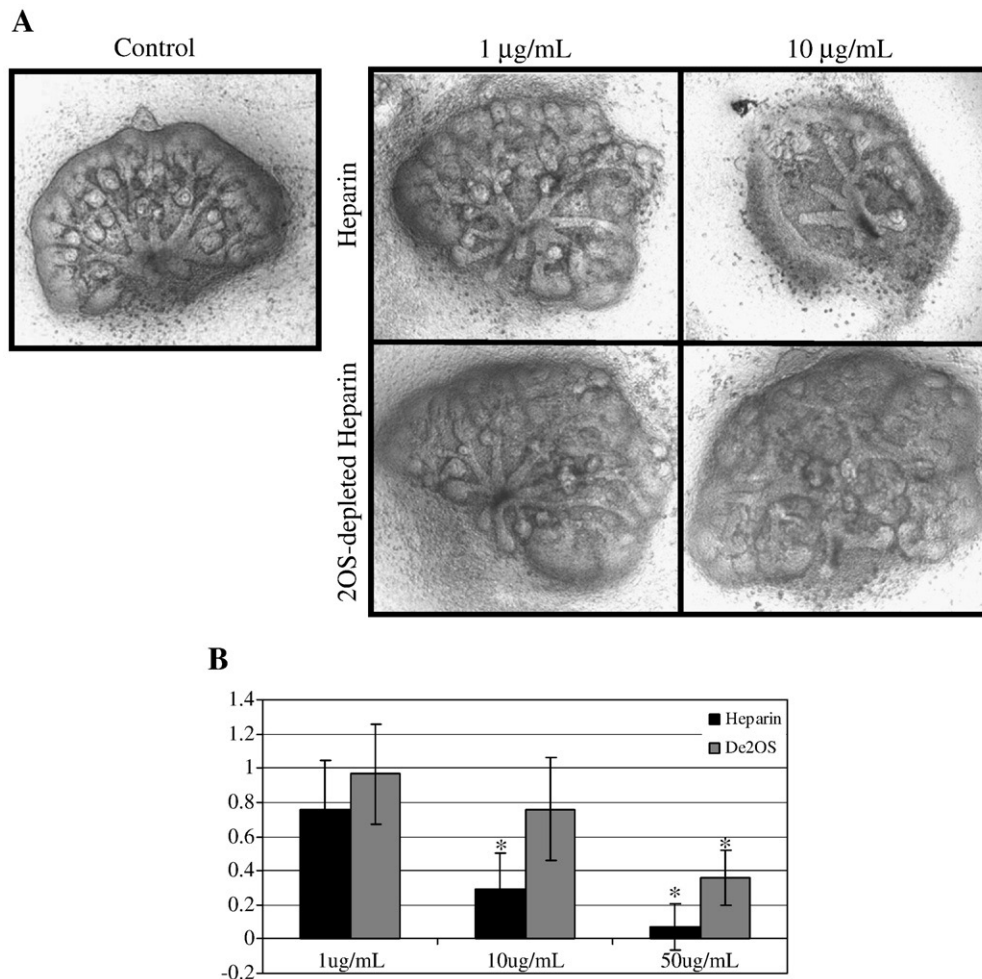 A
Control
1 µg/mL
10 µg/mL
Heparin
2OS-depleted Heparin
B
1.4
1.2
1
0.8
0.6
0.4
0.2
0
-0.2
Heparin
De2OS
*
*
*
1ug/mL
10ug/mL
50ug/mL